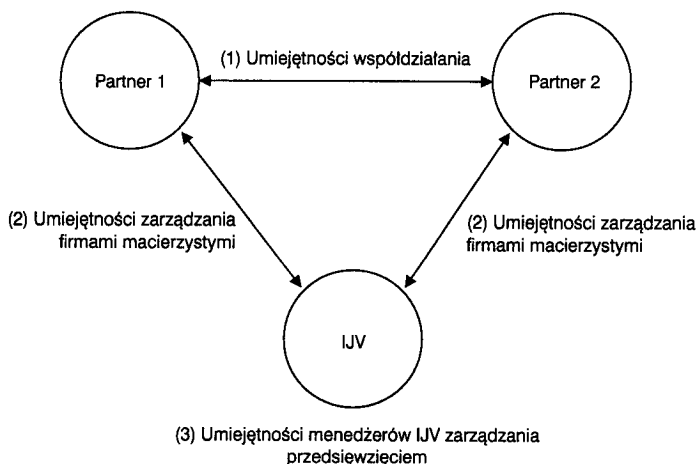 (1) Umiejętności współdziałania
Partner 1
Partner 2
(2) Umiejętności zarządzania
firmami macierzystymi
(2) Umiejętności zarządzania
firmami macierzystymi
IJV
(3) Umiejętności menedżerów IJV zarządzania
przedsięwzięciem